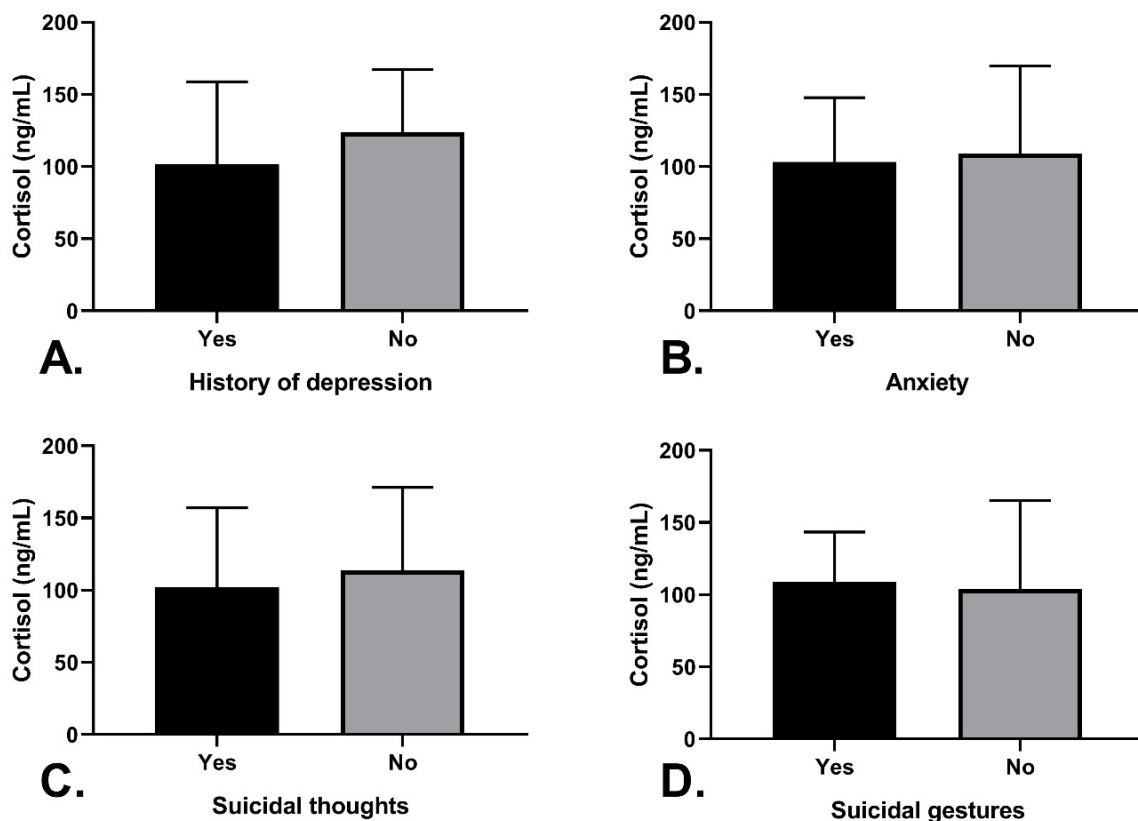 200
150
100
50
0
Cortisol (ng/mL)
Yes No
A.
History of depression
200
150
100
50
0
Cortisol (ng/mL)
Yes No
B.
Anxiety
200
150
100
50
0
Cortisol (ng/mL)
Yes No
C.
Suicidal thoughts
200
150
100
50
0
Cortisol (ng/mL)
Yes No
D.
Suicidal gestures